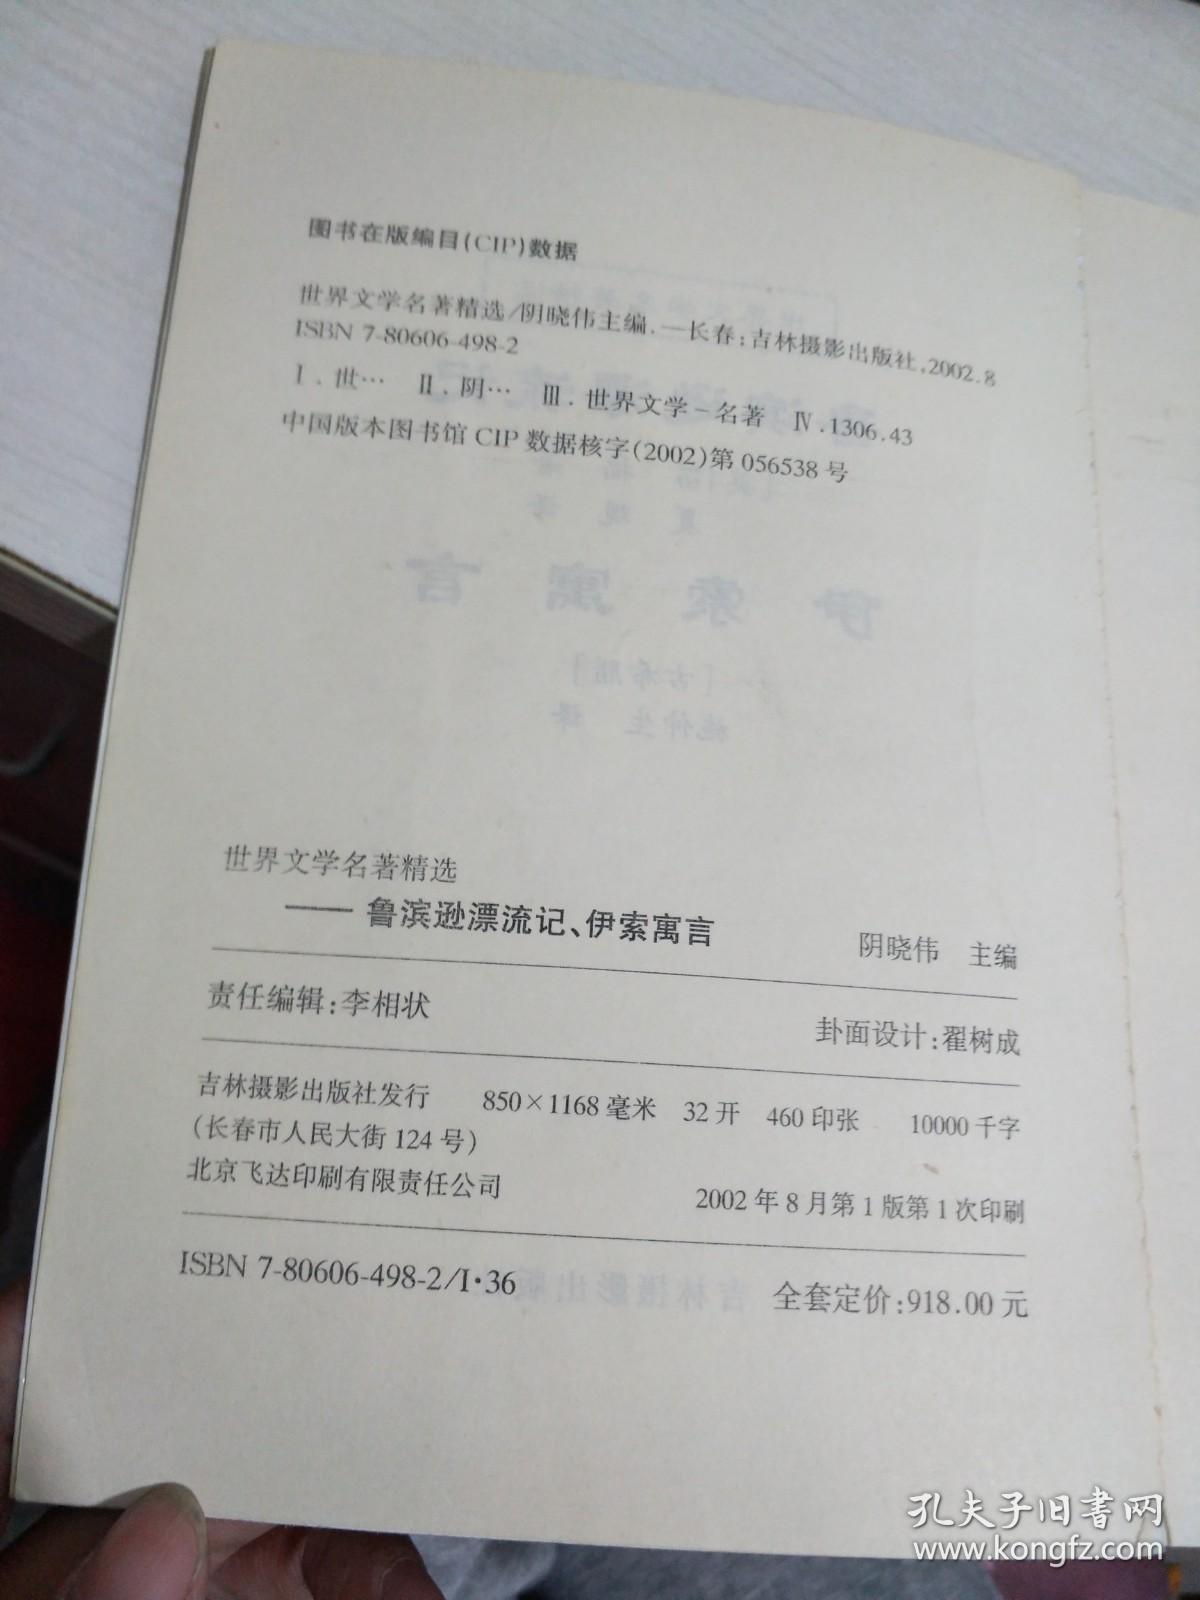 图书在版编目(CIP)数据
世界文学名著精选/阴晓伟主编.—长春:吉林摄影出版社,2002.8
ISBN 7-80606-498-2
Ⅰ.世… Ⅱ.阴… Ⅲ.世界文学-名著 Ⅳ.1306.43
中国版本图书馆CIP数据核字(2002)第056538号
伊索寓言
[古希腊]
世界文学名著精选
——鲁滨逊漂流记、伊索寓言
阴晓伟 主编
责任编辑:李相状
卦面设计:翟树成
吉林摄影出版社发行 850×1168毫米 32开 460印张 10000千字
(长春市人民大街124号)
北京飞达印刷有限责任公司
2002年8月第1版第1次印刷
ISBN 7-80606-498-2/I·36
全套定价:918.00元
孔夫子旧书网
www.kongfz.com